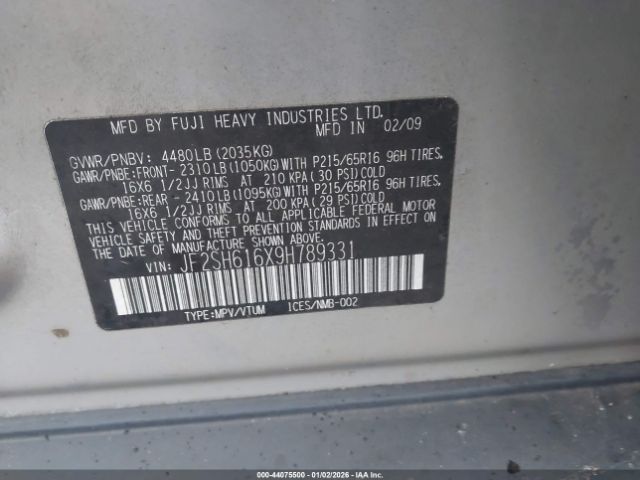 MFD BY FUJI HEAVY INDUSTRIES LTD.
MFD IN 02/09
GVWR/PNBV: 4480LB (2035KG)
GAWR/PNBE:FRONT- 2310LB(1050KG)WITH P215/65R16 96H TIRES,
16X6 1/2JJ RIMS AT 210 KPA (30 PSI) COLD
GAWR/PNBE:REAR - 2410LB(1095KG)WITH P215/65R16 96H TIRES,
16X6 1/2JJ RIMS AT 200 KPA (29 PSI) COLD
THIS VEHICLE CONFORMS TO ALL APPLICABLE FEDERAL MOTOR
VEHICLE SAFETY AND THEFT PREVENTION STANDARDS IN EFFECT ON
THE DATE OF MANUFACTURE SHOWN ABOVE.
VIN: JF2SH616X9H789331
TYPE:MPV/VTUM ICES/NMB-002
000-44075500 - 01/02/2026 - Copyright © IAA, LLC